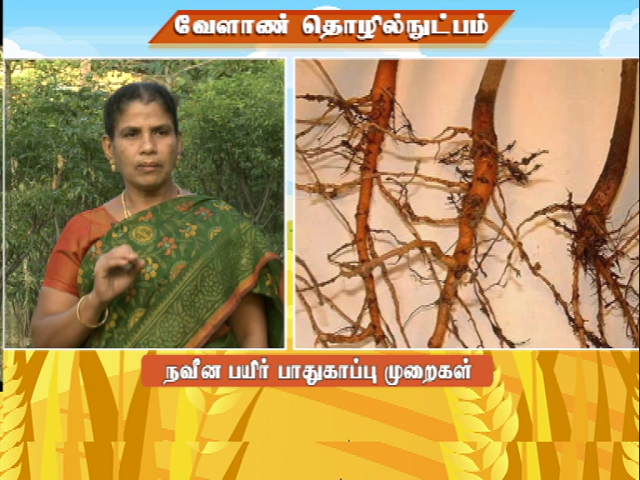 வேளாண் தொழில்நுட்பம்
நவீன பயிர் பாதுகாப்பு முறைகள்